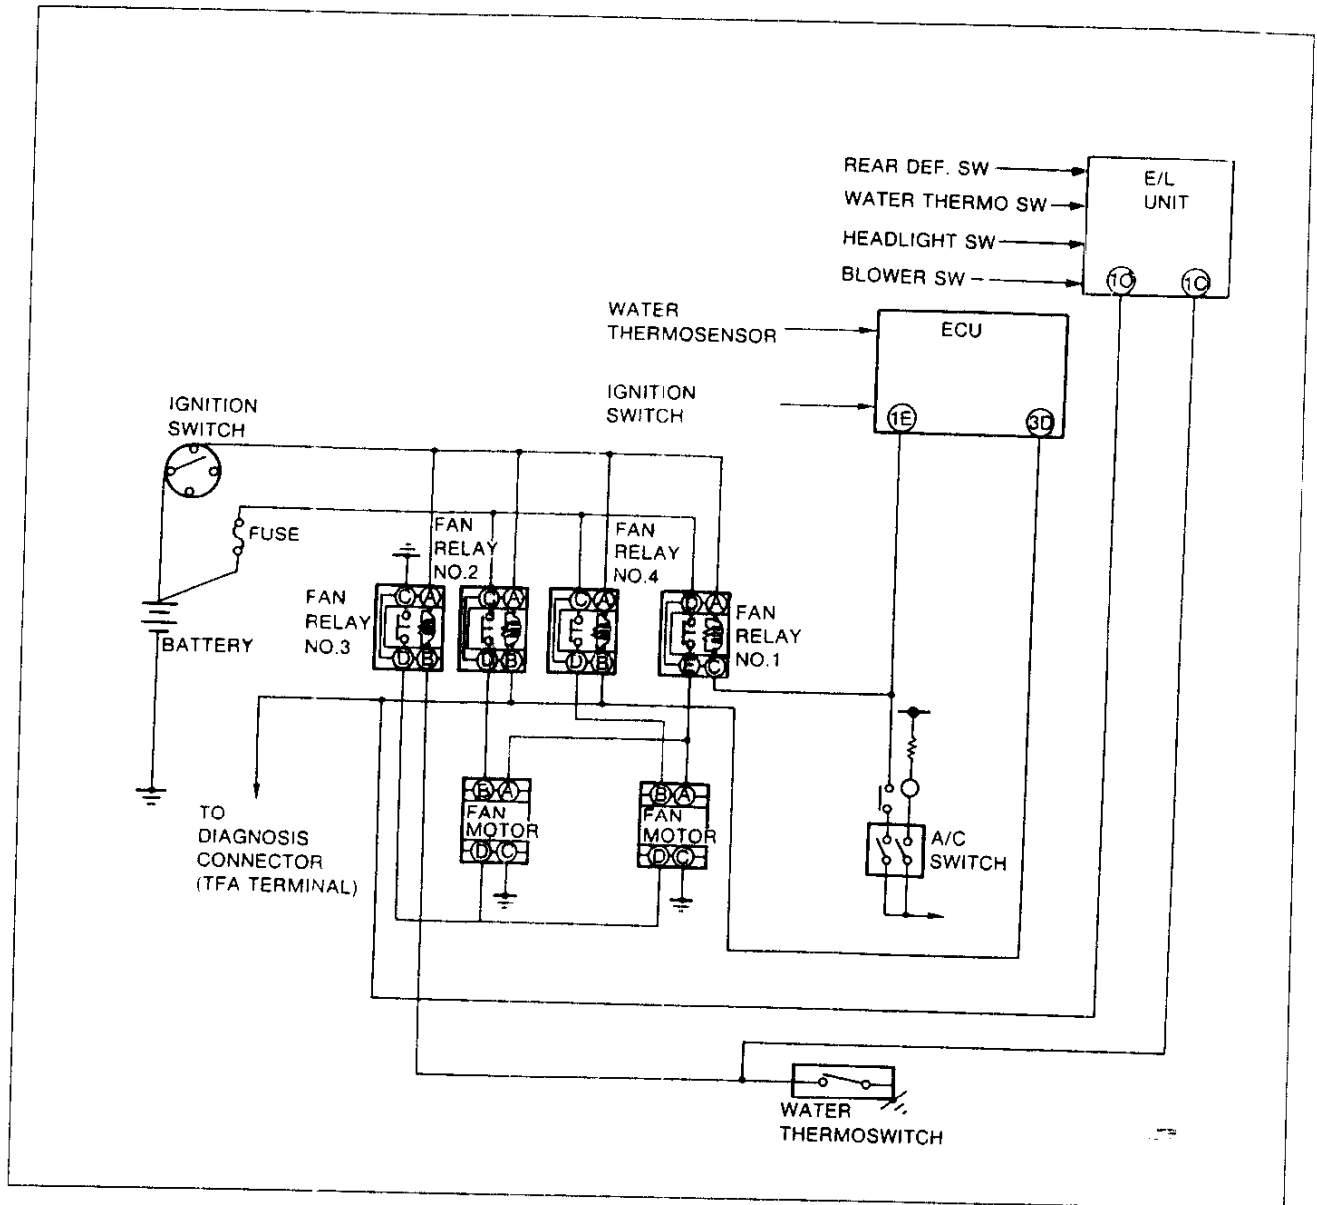 REAR DEF. SW
WATER THERMO SW
HEADLIGHT SW
BLOWER SW
E/L
UNIT
1O
1C
WATER
THERMOSENSOR
IGNITION
SWITCH
ECU
1E
3D
IGNITION
SWITCH
FUSE
BATTERY
FAN
RELAY
NO.2
FAN
RELAY
NO.4
FAN
RELAY
NO.3
FAN
RELAY
NO.1
C A
D B
C A
D B
C A
D B
D A
E C
TO
DIAGNOSIS
CONNECTOR
(TFA TERMINAL)
B A
FAN
MOTOR
D C
B A
FAN
MOTOR
D C
A/C
SWITCH
WATER
THERMOSWITCH